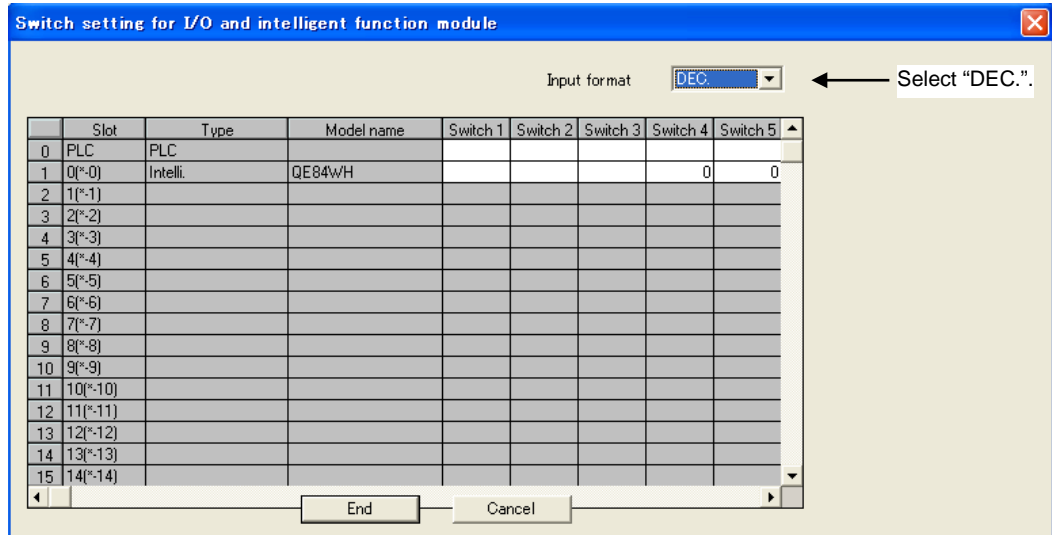 Switch setting for I/O and intelligent function module
Input format DEC. Select “DEC.”.
Slot Type Model name Switch 1 Switch 2 Switch 3 Switch 4 Switch 5
0 PLC PLC
1 0(*-0) Intelli. QE84WH 0 0
2 1(*-1)
3 2(*-2)
4 3(*-3)
5 4(*-4)
6 5(*-5)
7 6(*-6)
8 7(*-7)
9 8(*-8)
10 9(*-9)
11 10(*-10)
12 11(*-11)
13 12(*-12)
14 13(*-13)
15 14(*-14)
End Cancel